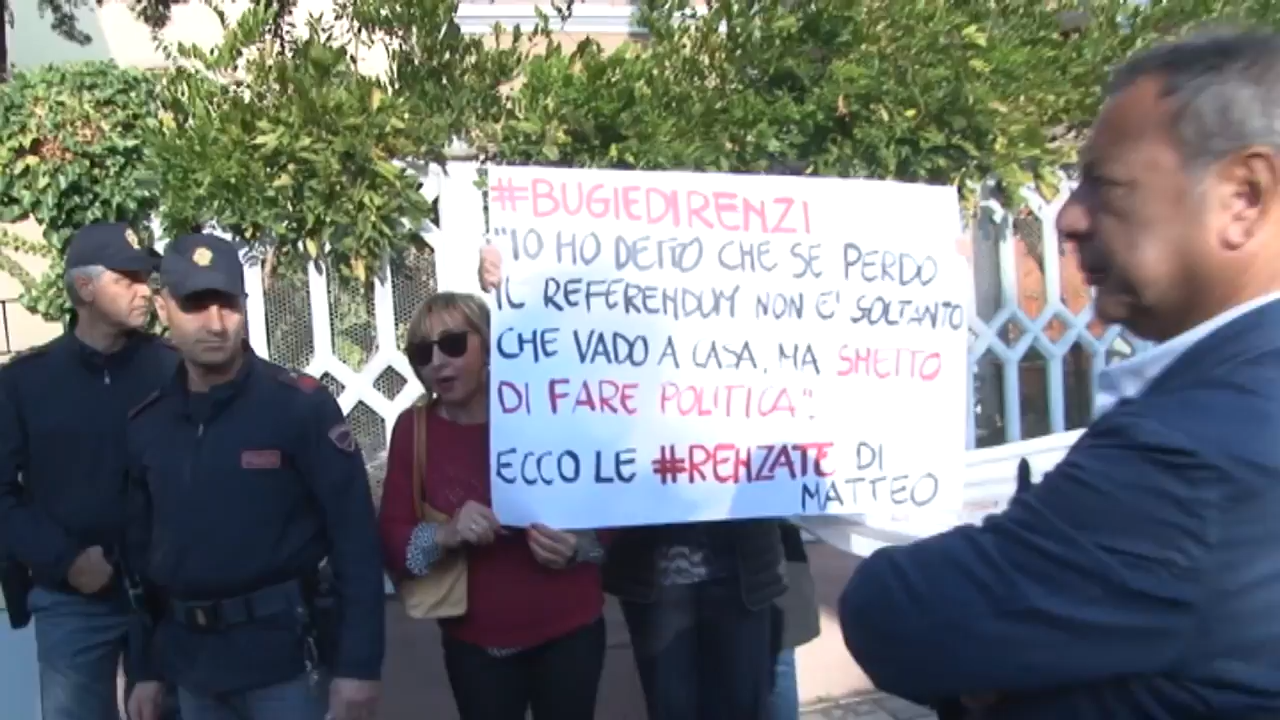 #BUGIEDIRENZI
"IO HO DETTO CHE SE PERDO
IL REFERENDUM NON E' SOLTANTO
CHE VADO A CASA, MA SMETTO
DI FARE POLITICA".
ECCO LE #RENZATE DI
MATTEO